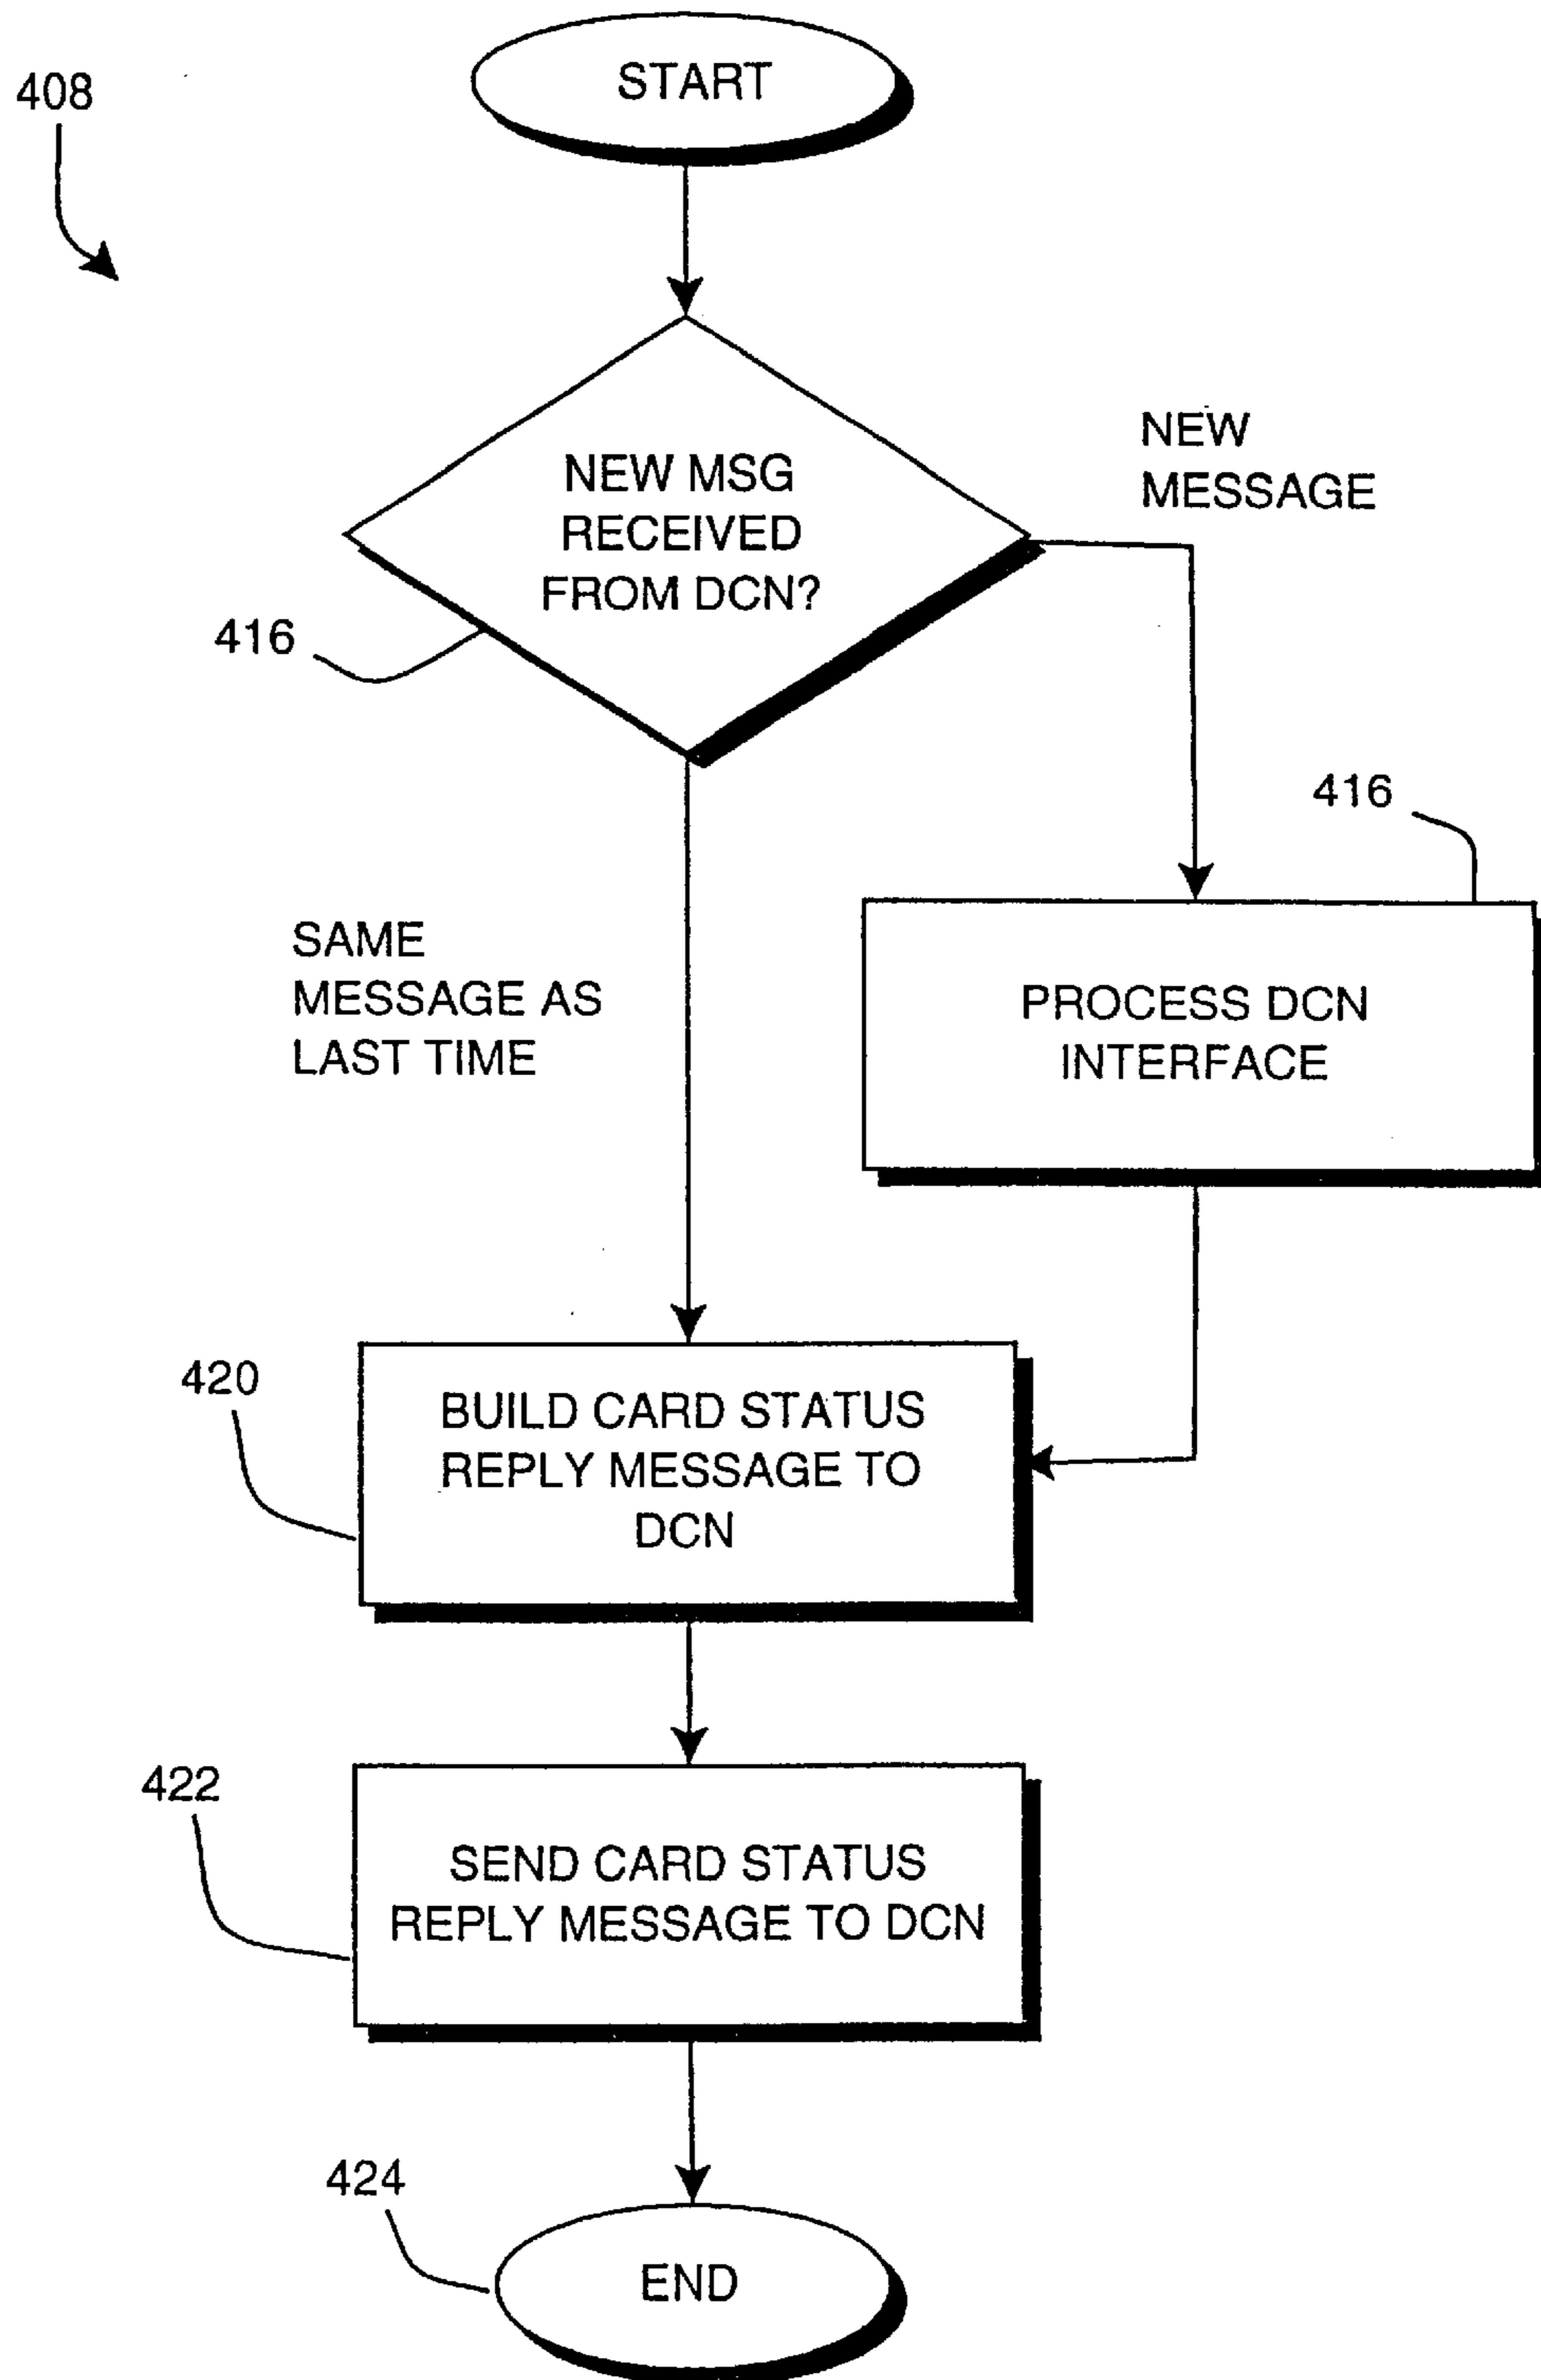 408
START
NEW MSG
RECEIVED
FROM DCN?
NEW
MESSAGE
416
416
SAME
MESSAGE AS
LAST TIME
PROCESS DCN
INTERFACE
420
BUILD CARD STATUS
REPLY MESSAGE TO
DCN
422
SEND CARD STATUS
REPLY MESSAGE TO DCN
424
END